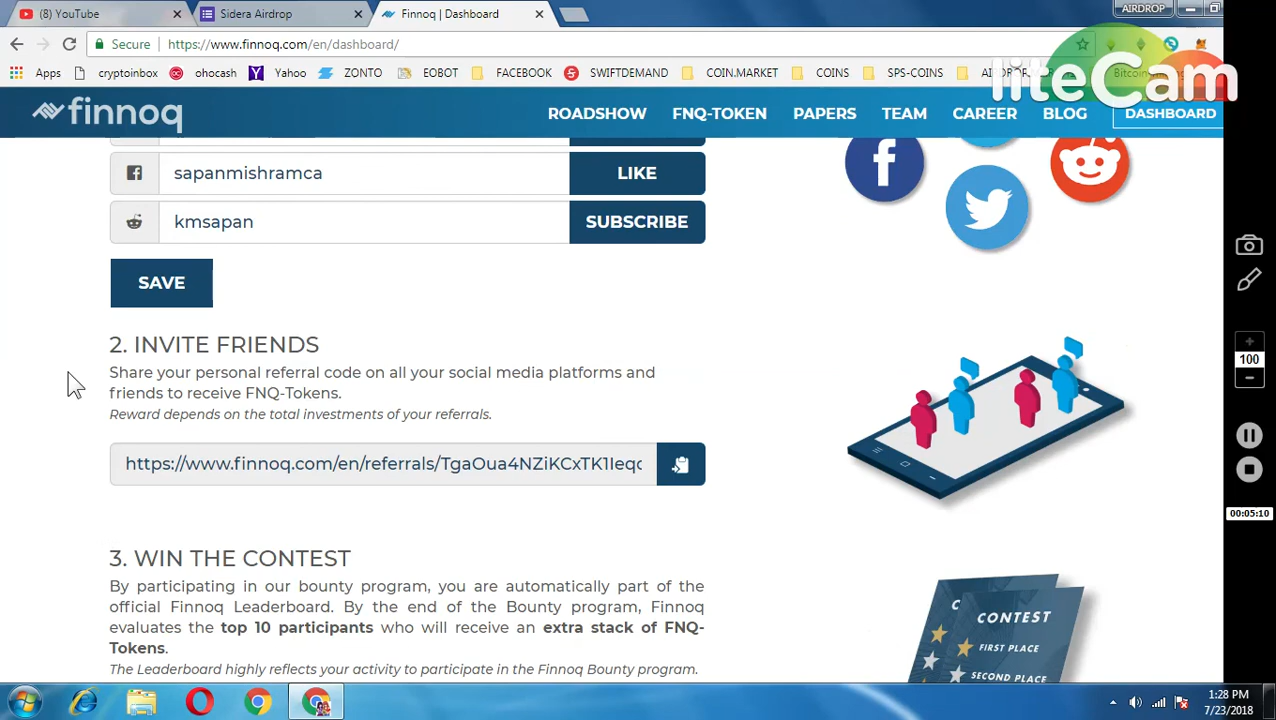 (8) YouTube
Sidera Airdrop
Finnoq | Dashboard
AIRDROP
Secure
https://www.finnoq.com/en/dashboard/
Apps
cryptoinbox
ohocash
Yahoo
EOBOT
FACEBOOK
SWIFTDEMAND
COIN.MARKET
COINS
SPS-COINS
liteCam
finnoq
ROADSHOW
FNQ-TOKEN
PAPERS
TEAM
CAREER
BLOG
DASHBOARD
sapanmishramca
LIKE
kmsapan
SUBSCRIBE
SAVE
100
2. INVITE FRIENDS
Share your personal referral code on all your social media platforms and
friends to receive FNQ-Tokens.
Reward depends on the total investments of your referrals.
https://www.finnoq.com/en/referrals/TgaOua4NZiKCxTK1Ieqc
00:05:10
3. WIN THE CONTEST
By participating in our bounty program, you are automatically part of the
official Finnoq Leaderboard. By the end of the Bounty program, Finnoq
evaluates the top 10 participants who will receive an extra stack of FNQ-
Tokens.
The Leaderboard highly reflects your activity to participate in the Finnoq Bounty program.
CONTEST
FIRST PLACE
SECOND PLACE
1:28 PM
7/23/2018